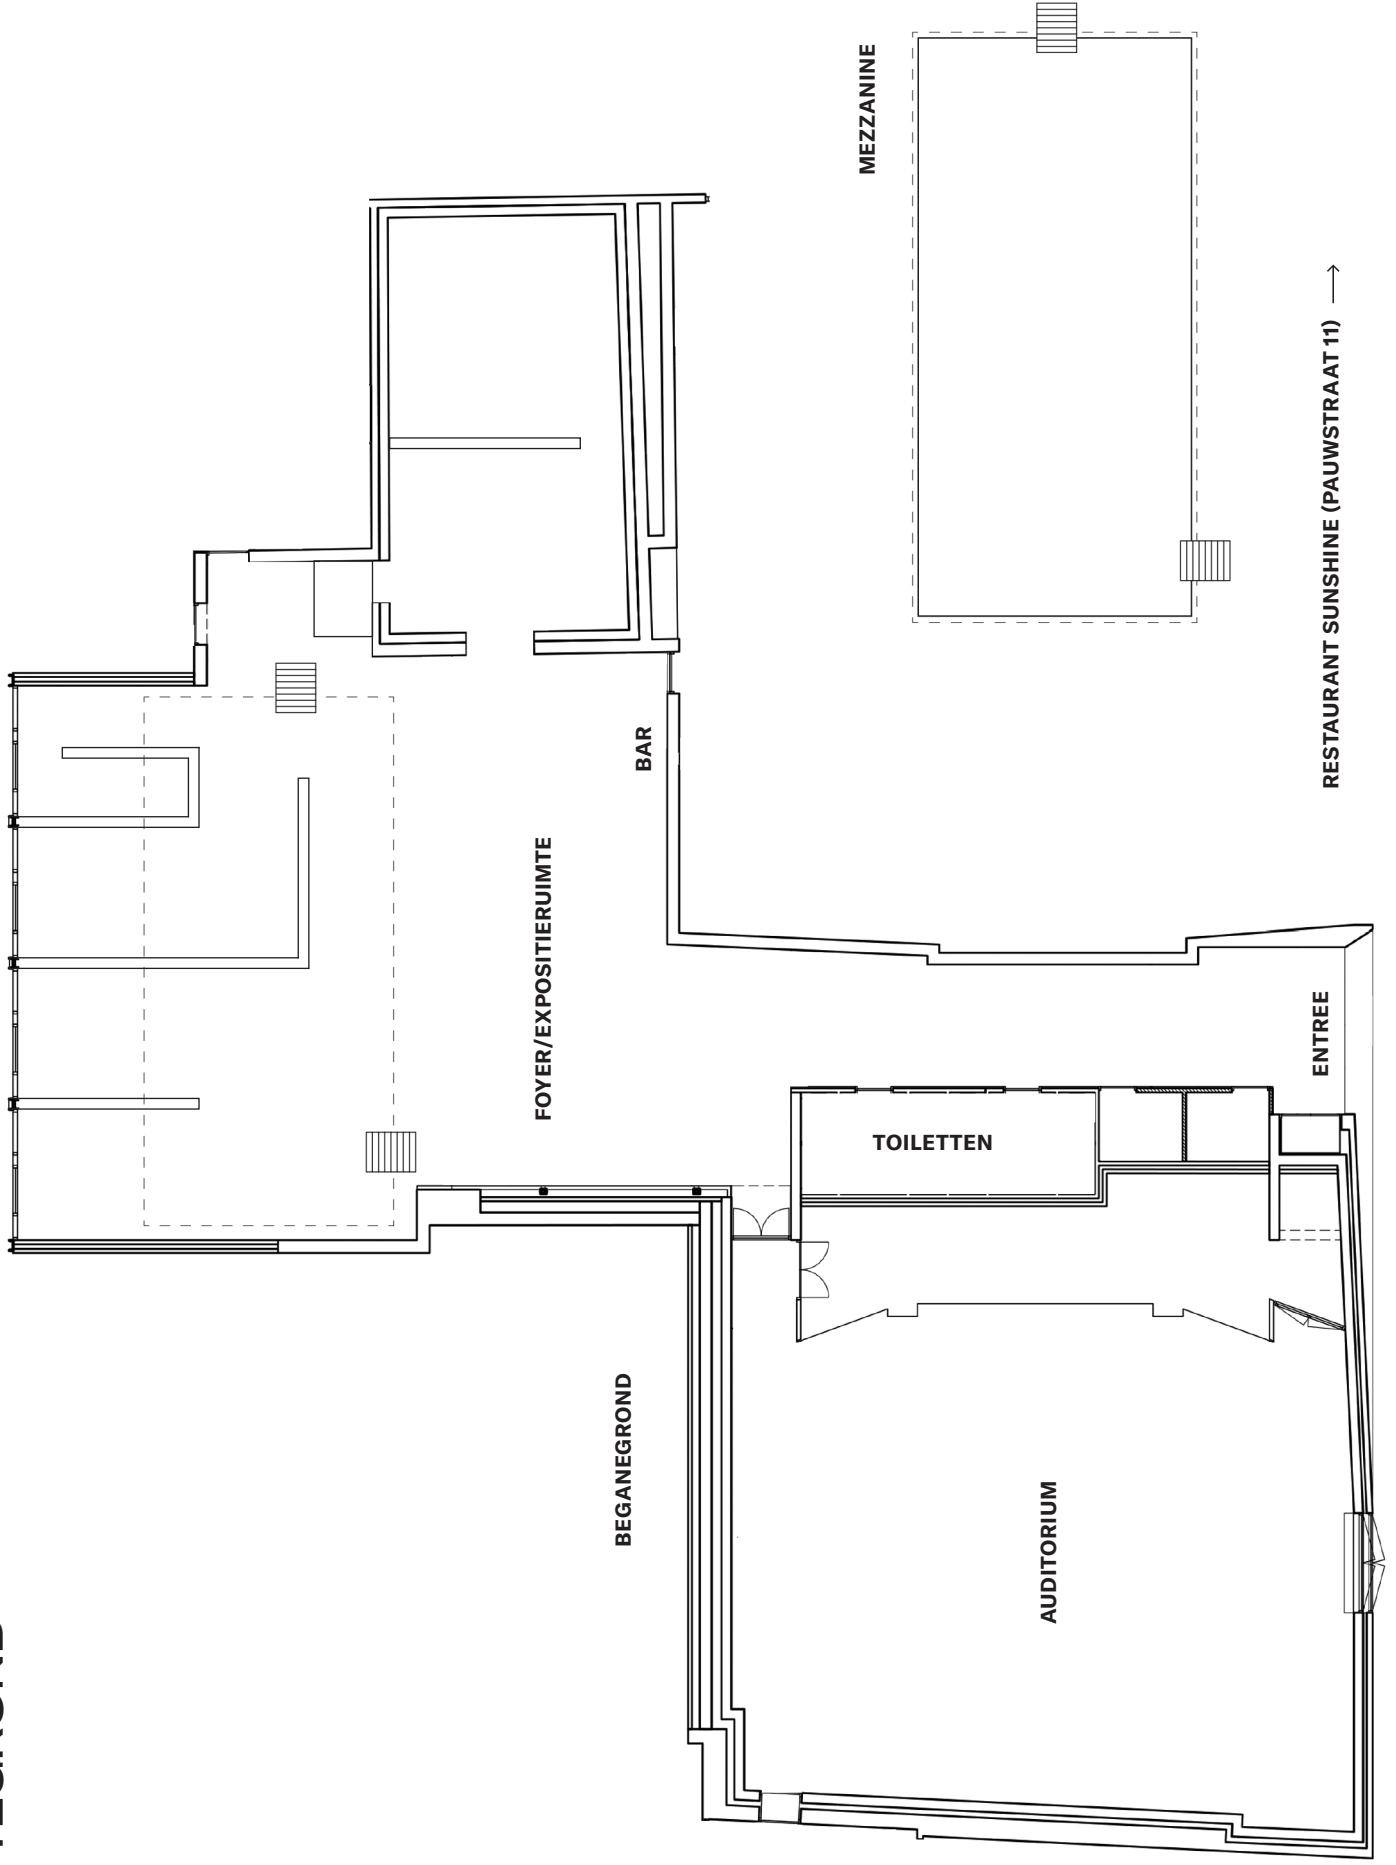 FOYER/EXPOSITIERUIMTE
BEGANEGROND
BAR
MEZZANINE
TOILETTEN
AUDITORIUM
ENTREE
RESTAURANT SUNSHINE (PAUWSTRAAT 11) →